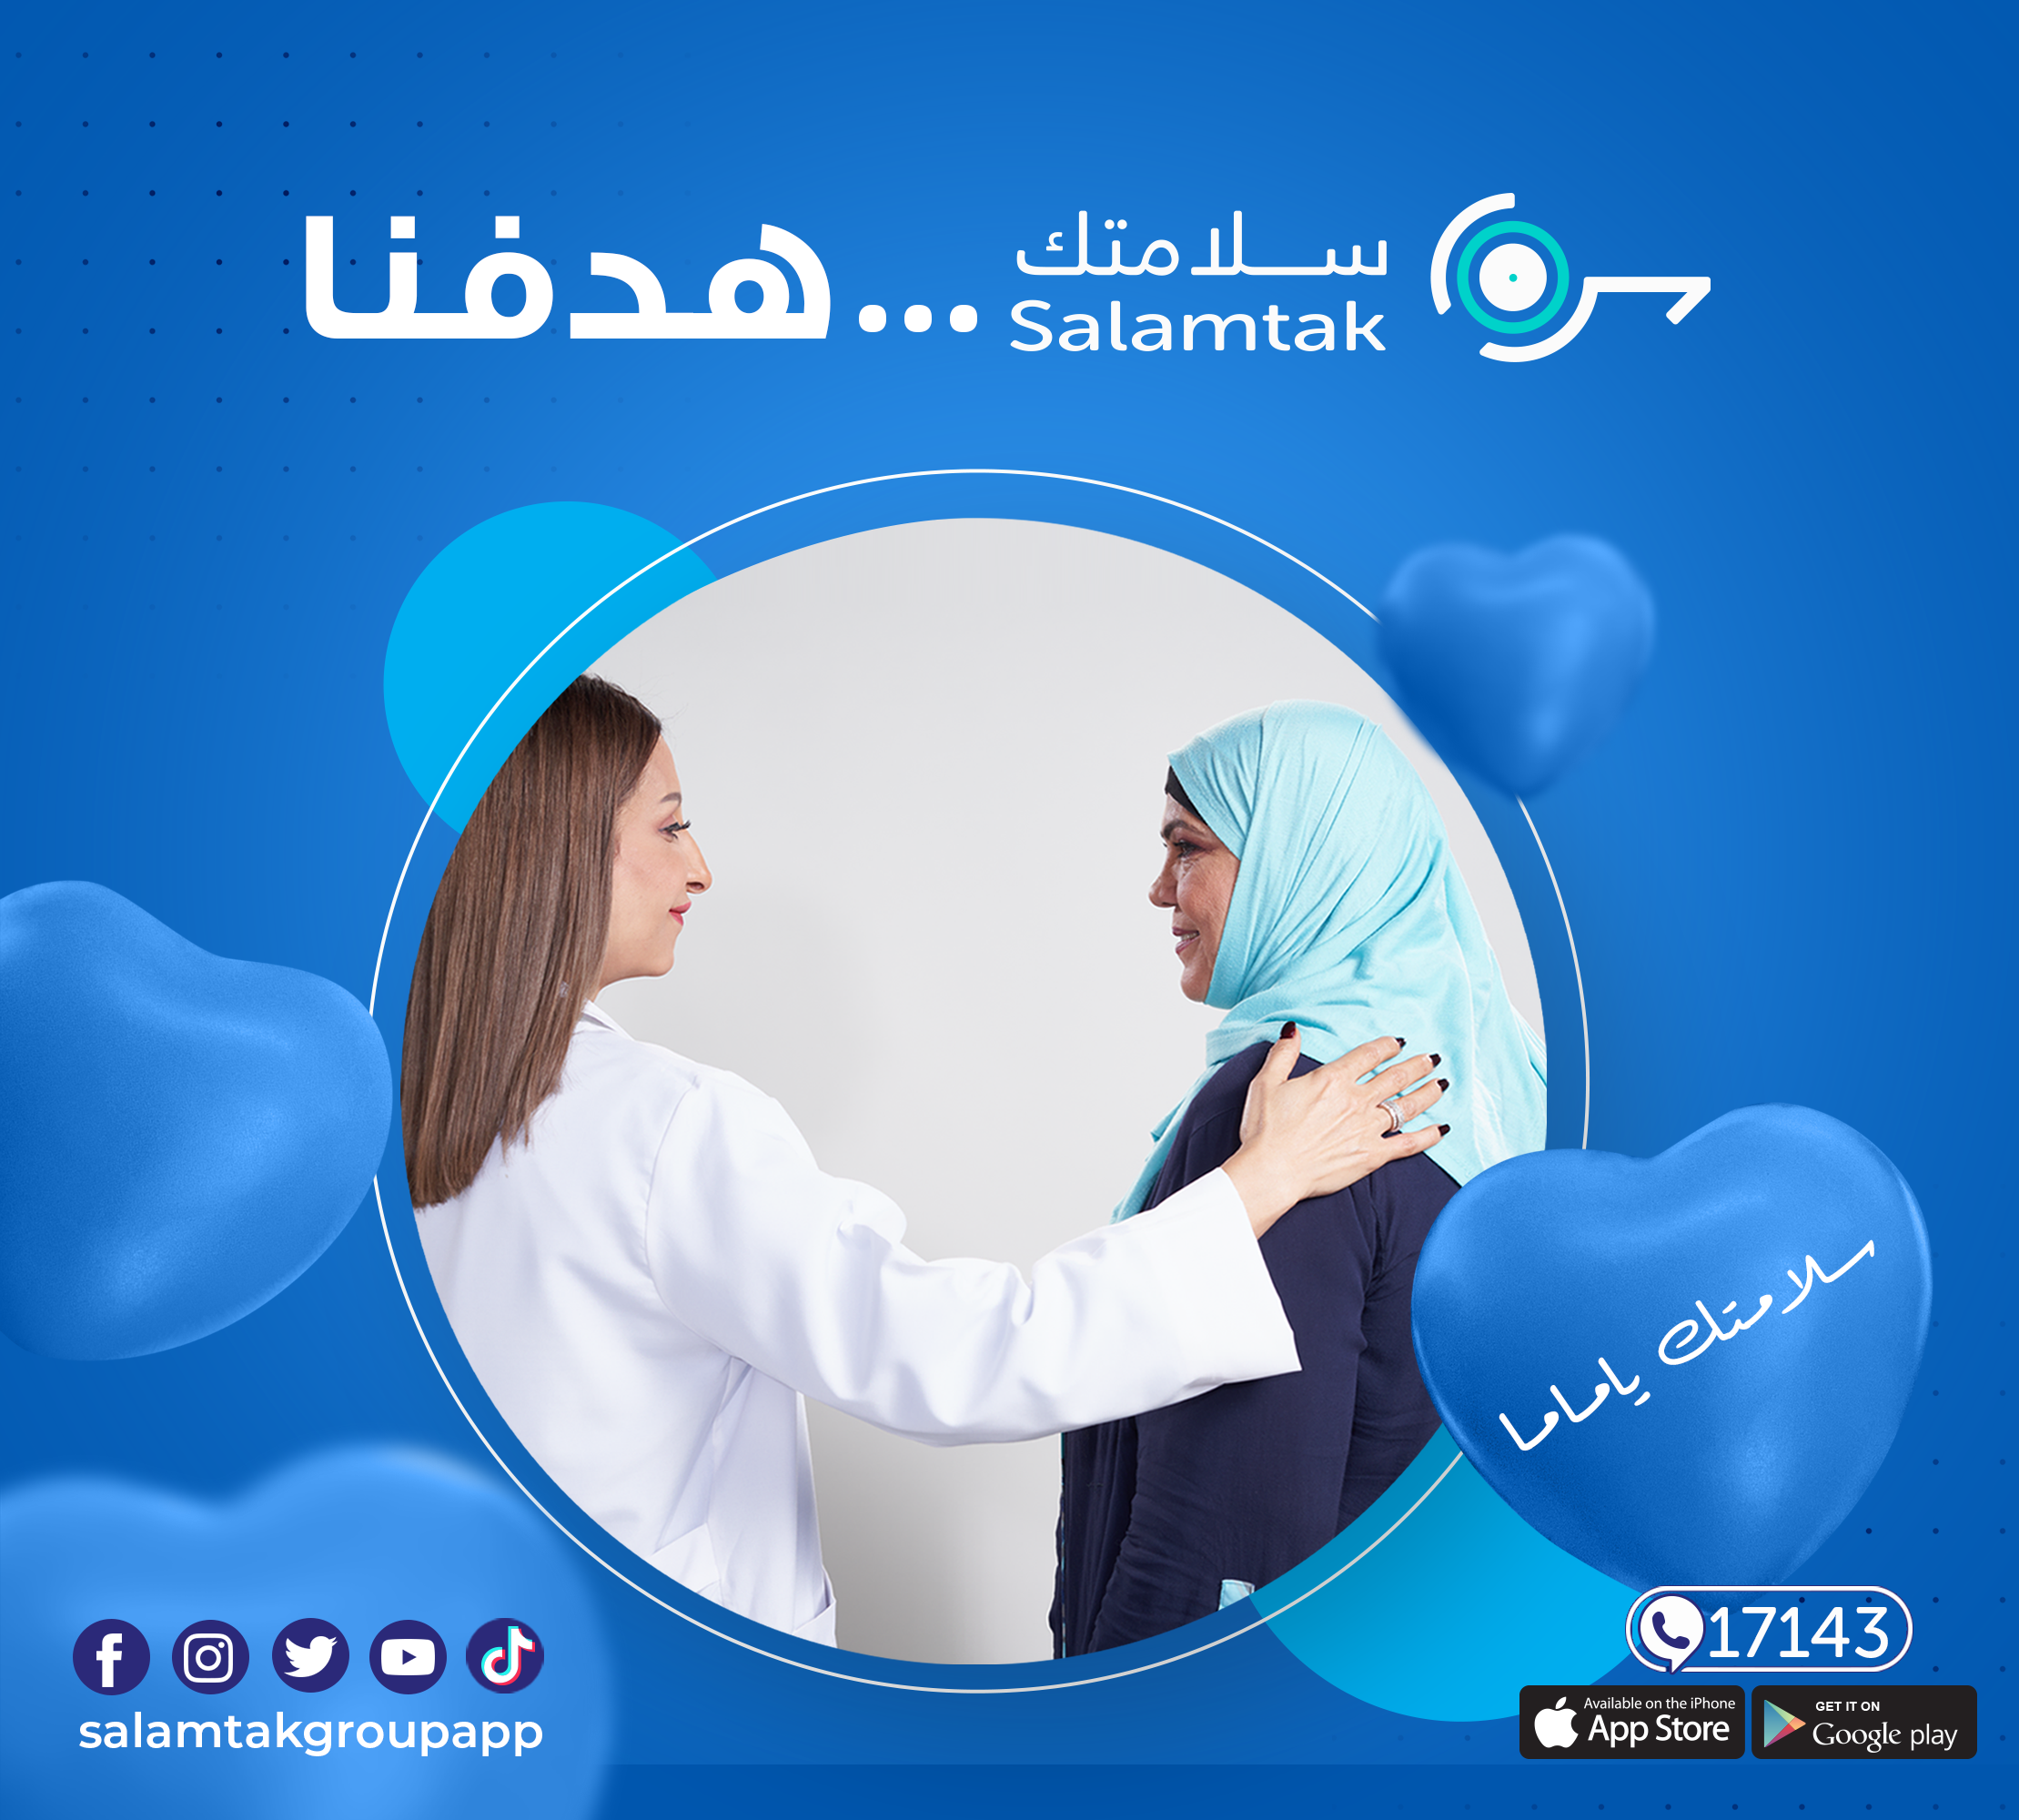 سلامتك ...هدفنا
Salamtak
سلامتك ياماما
17143
Available on the iPhone
App Store
GET IT ON
Google play
salamtakgroupapp